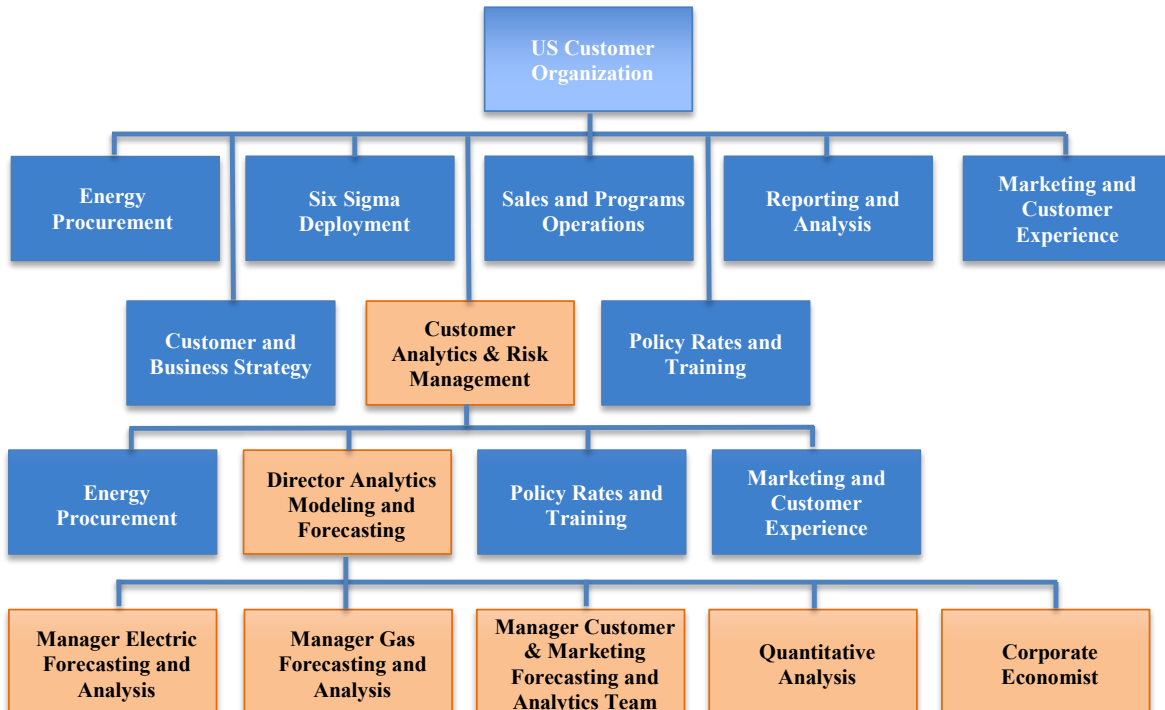 US Customer
Organization
Energy
Procurement
Six Sigma
Deployment
Sales and Programs
Operations
Reporting and
Analysis
Marketing and
Customer
Experience
Customer and
Business Strategy
Customer
Analytics & Risk
Management
Policy Rates and
Training
Energy
Procurement
Director Analytics
Modeling and
Forecasting
Policy Rates and
Training
Marketing and
Customer
Experience
Manager Electric
Forecasting and
Analysis
Manager Gas
Forecasting and
Analysis
Manager Customer
& Marketing
Forecasting and
Analytics Team
Quantitative
Analysis
Corporate
Economist